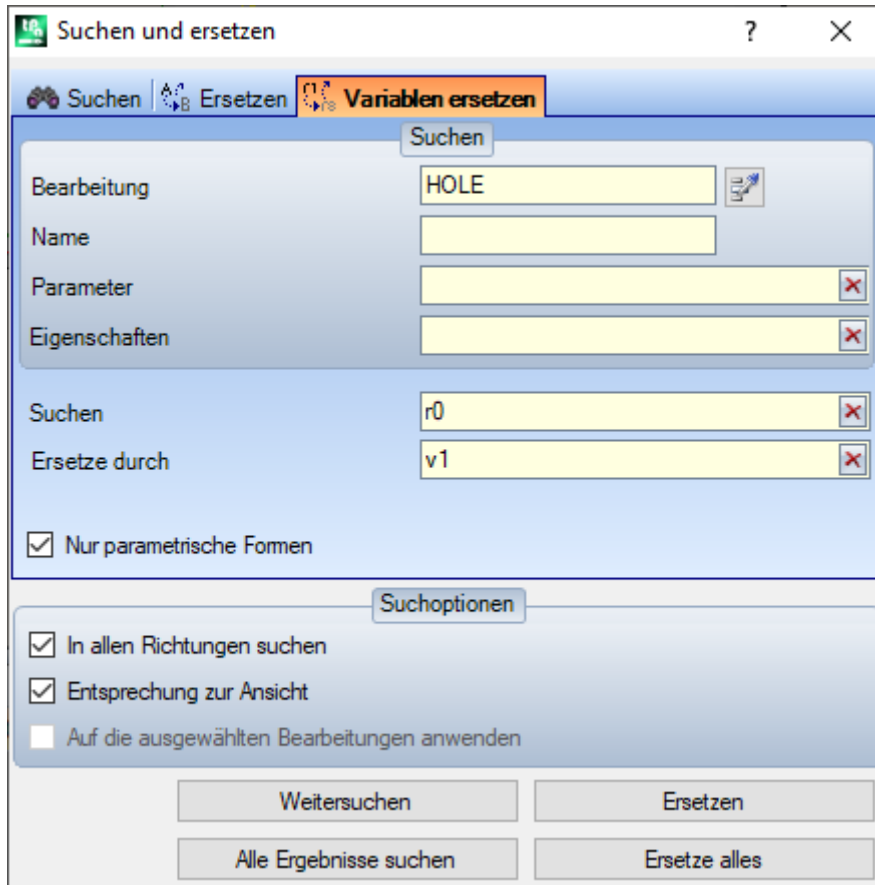 Suchen und ersetzen ?
Suchen Ersetzen Variablen ersetzen
Suchen
Bearbeitung HOLE
Name
Parameter
Eigenschaften
Suchen r0
Ersetze durch v1
Nur parametrische Formen
Suchoptionen
In allen Richtungen suchen
Entsprechung zur Ansicht
Auf die ausgewählten Bearbeitungen anwenden
Weitersuchen Ersetzen
Alle Ergebnisse suchen Ersetze alles